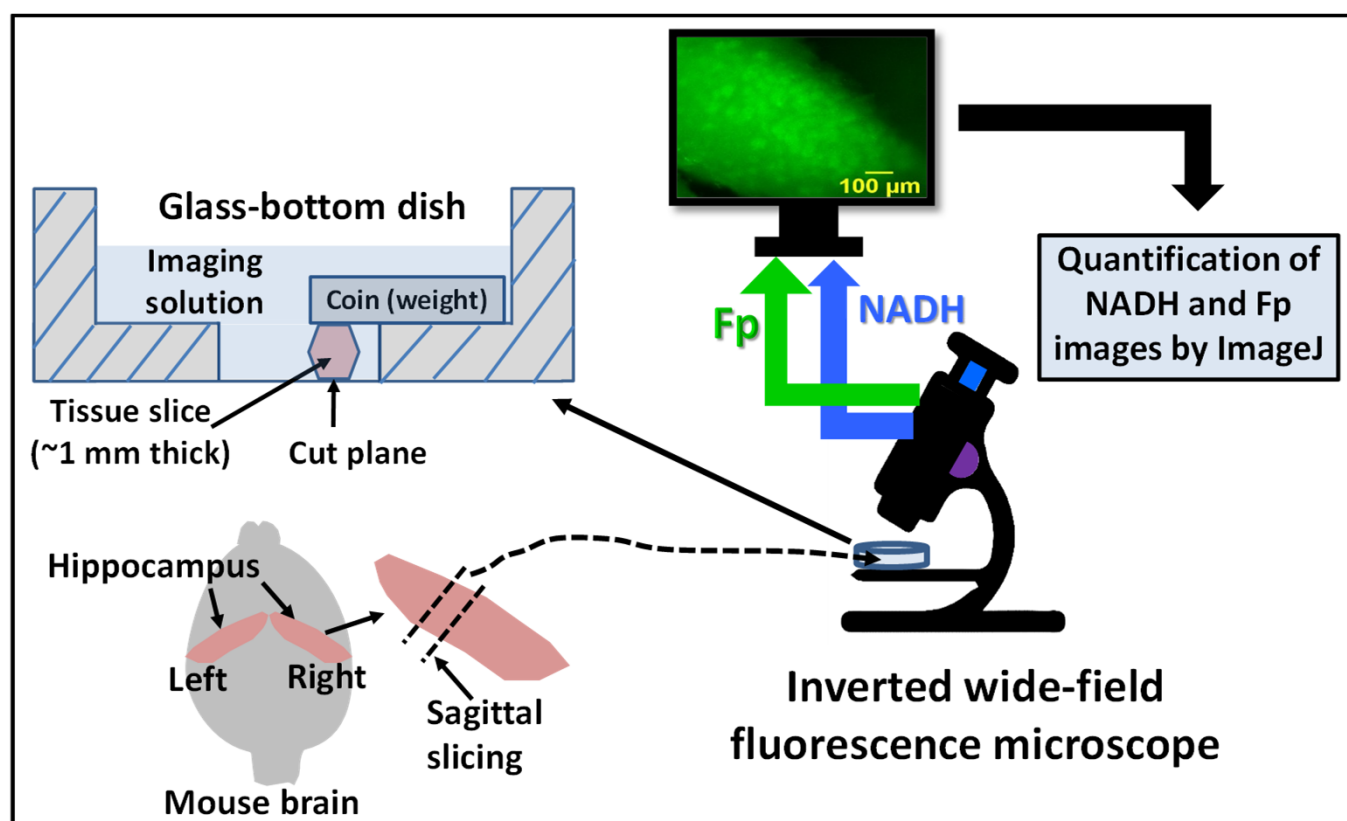 100 µm
Glass-bottom dish
Imaging
solution
Coin (weight)
Fp
NADH
Quantification of
NADH and Fp
images by ImageJ
Tissue slice
(~1 mm thick)
Cut plane
Hippocampus
Left
Right
Sagittal
slicing
Mouse brain
Inverted wide-field
fluorescence microscope